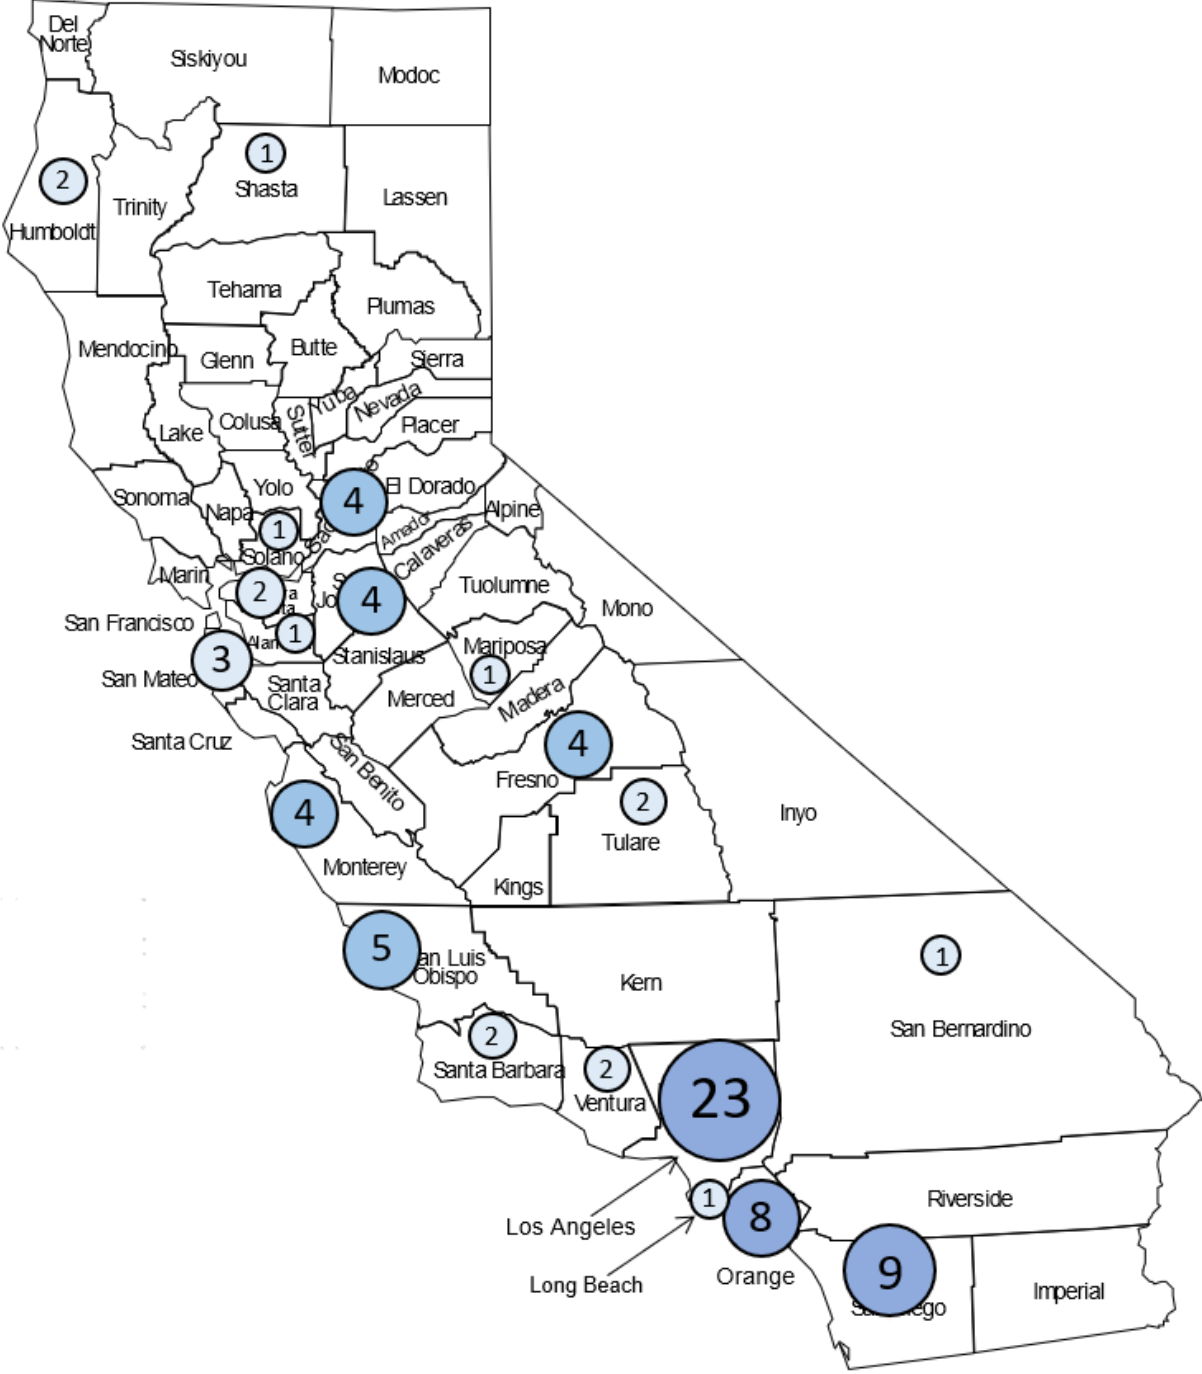 Del
Norte
Siskiyou
Modoc
1
Shasta
2
Humboldt
Trinity
Lassen
Tehama
Plumas
Mendocino
Glenn
Butte
Sierra
Lake
Colusa
Sutter
Yuba
Nevada
Placer
Sonoma
Napa
Yolo
4
El Dorado
Alpine
1
Solano
Amador
Calaveras
Marin
2
4
Tuolumne
Mono
San Francisco
1
Stanislaus
Mariposa
1
3
San Mateo
Santa
Clara
Merced
Madera
Santa Cruz
San Benito
4
Fresno
4
Monterey
2
Tulare
Kings
Inyo
5
an Luis
Obispo
Kern
1
San Bernardino
2
Santa Barbara
2
Ventura
23
1
8
Riverside
Los Angeles
Long Beach
Orange
9
Imperial